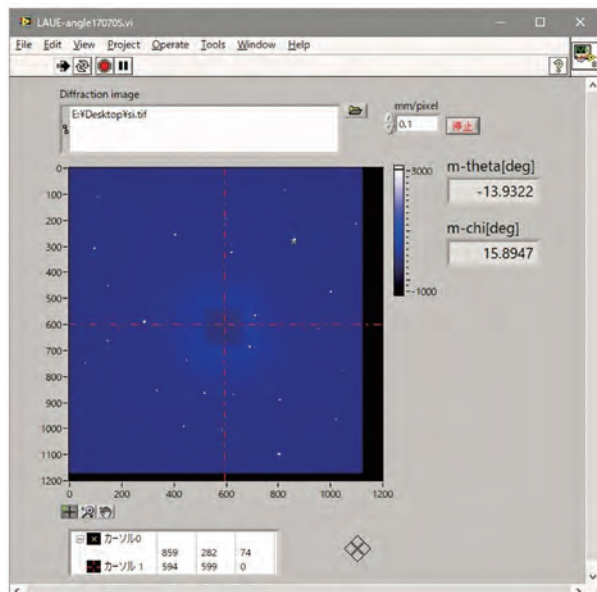 LAUE-angle170705.vi
File Edit View Project Operate Tools Window Help
Diffraction image
E:¥Desktop¥si.tif
mm/pixel
0.1
停止
m-theta[deg]
-13.9322
m-chi[deg]
15.8947
3000
-1000
0
100
200
300
400
500
600
700
800
900
1000
1100
1200
0 200 400 600 800 1000 1200
カーソル0
859 282 74
カーソル 1 594 599 0